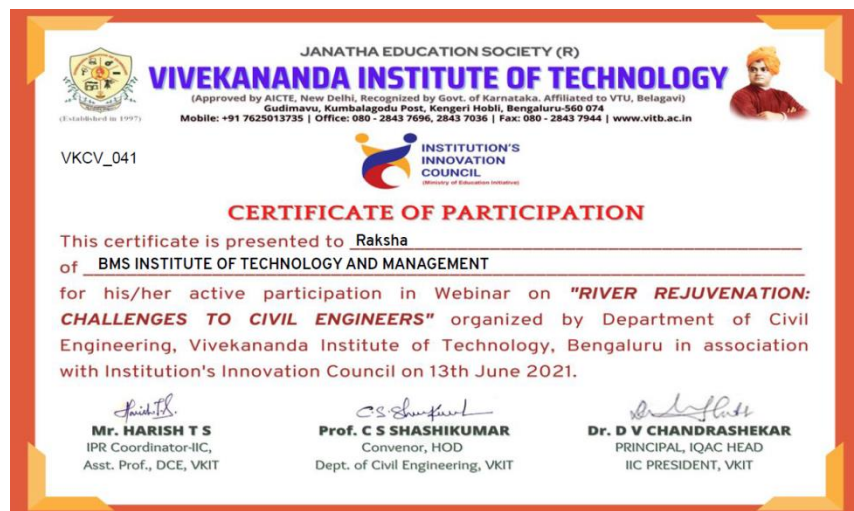 JANATHA EDUCATION SOCIETY (R)
VIVEKANANDA INSTITUTE OF TECHNOLOGY
(Approved by AICTE, New Delhi, Recognized by Govt. of Karnataka. Affiliated to VTU, Belagavi)
Gudimavu, Kumbalagodu Post, Kengeri Hobli, Bengaluru-560 074
(Established in 1997)
Mobile: +91 7625013735 | Office: 080 - 2843 7696, 2843 7036 | Fax: 080 - 2843 7944 | www.vitb.ac.in
VKCV_041
INSTITUTION'S
INNOVATION
COUNCIL
(Ministry of Education Initiative)
CERTIFICATE OF PARTICIPATION
This certificate is presented to Raksha
of BMS INSTITUTE OF TECHNOLOGY AND MANAGEMENT
for his/her active participation in Webinar on "RIVER REJUVENATION:
CHALLENGES TO CIVIL ENGINEERS" organized by Department of Civil
Engineering, Vivekananda Institute of Technology, Bengaluru in association
with Institution's Innovation Council on 13th June 2021.
Mr. HARISH T S
IPR Coordinator-IIC,
Asst. Prof., DCE, VKIT
Prof. C S SHASHIKUMAR
Convenor, HOD
Dept. of Civil Engineering, VKIT
Dr. D V CHANDRASHEKAR
PRINCIPAL, IQAC HEAD
IIC PRESIDENT, VKIT